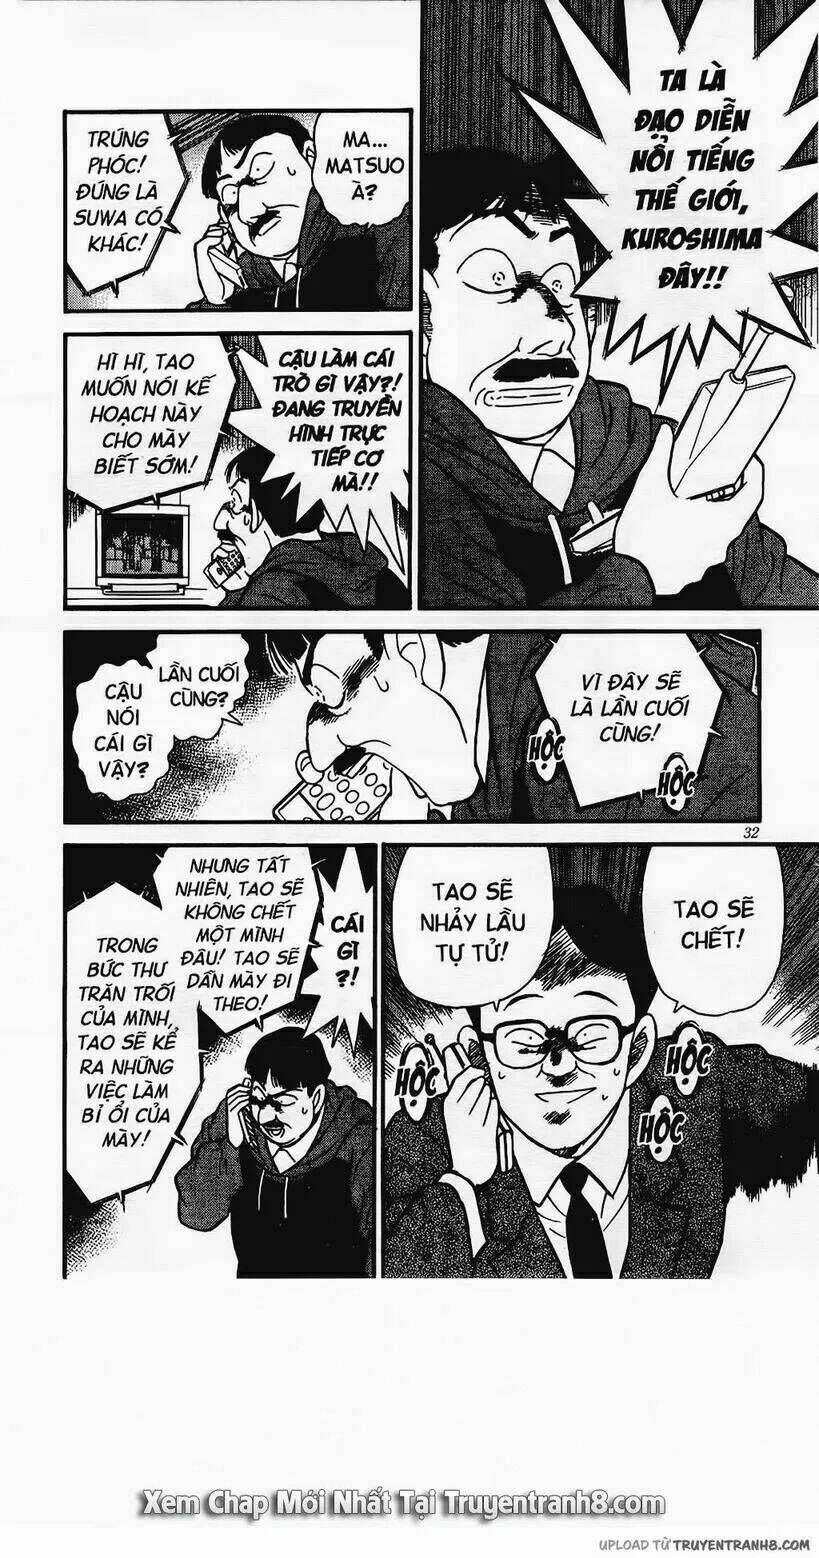 TA LÀ
ĐẠO DIỄN
NỔI TIẾNG
THẾ GIỚI,
KUROSHIMA
ĐÂY!!
MA...
MATSUO
À?
TRÚNG
PHÓC!
ĐÚNG LÀ
SUWA CÓ
KHÁC!
CẬU LÀM CÁI
TRÒ GÌ VẬY?!
ĐANG TRUYỀN
HÌNH TRỰC
TIẾP CƠ
MÀ!!
HÌ HÌ, TAO
MUỐN NÓI KẾ
HOẠCH NÀY
CHO MÀY
BIẾT SỚM!
VÌ ĐÂY SẼ
LÀ LẦN CUỐI
CÙNG!
HỘC
HỘC
LẦN CUỐI
CÙNG?
CẬU
NÓI
CÁI GÌ
VẬY?
32
TAO SẼ
CHẾT!
TAO SẼ
NHẢY LẦU
TỰ TỬ!
HỘC
HỘC
HỘC
CÁI
GÌ
?!
NHƯNG TẤT
NHIÊN, TAO SẼ
KHÔNG CHẾT
MỘT MÌNH
ĐÂU! TAO SẼ
DẪN MÀY ĐI
THEO!
TRONG
BỨC THƯ
TRĂN TRỐI
CỦA MÌNH,
TAO SẼ KỂ
RA NHỮNG
VIỆC LÀM
BỈ ỔI CỦA
MÀY!
Xem Chap Mới Nhất Tại Truyentranh8.com
UPLOAD TỪ TRUYENTRANH8.COM